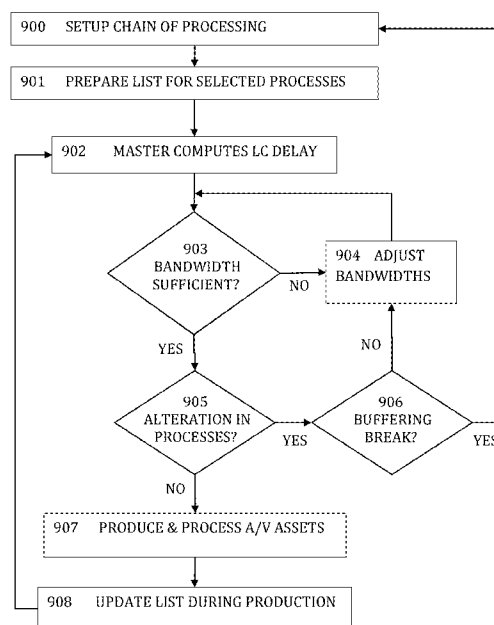 900 SETUP CHAIN OF PROCESSING
901 PREPARE LIST FOR SELECTED PROCESSES
902 MASTER COMPUTES LC DELAY
903
BANDWIDTH
SUFFICIENT?
NO
904 ADJUST
BANDWIDTHS
YES
NO
905
ALTERATION IN
PROCESSES?
YES
906
BUFFERING
BREAK?
YES
NO
907 PRODUCE & PROCESS A/V ASSETS
908 UPDATE LIST DURING PRODUCTION